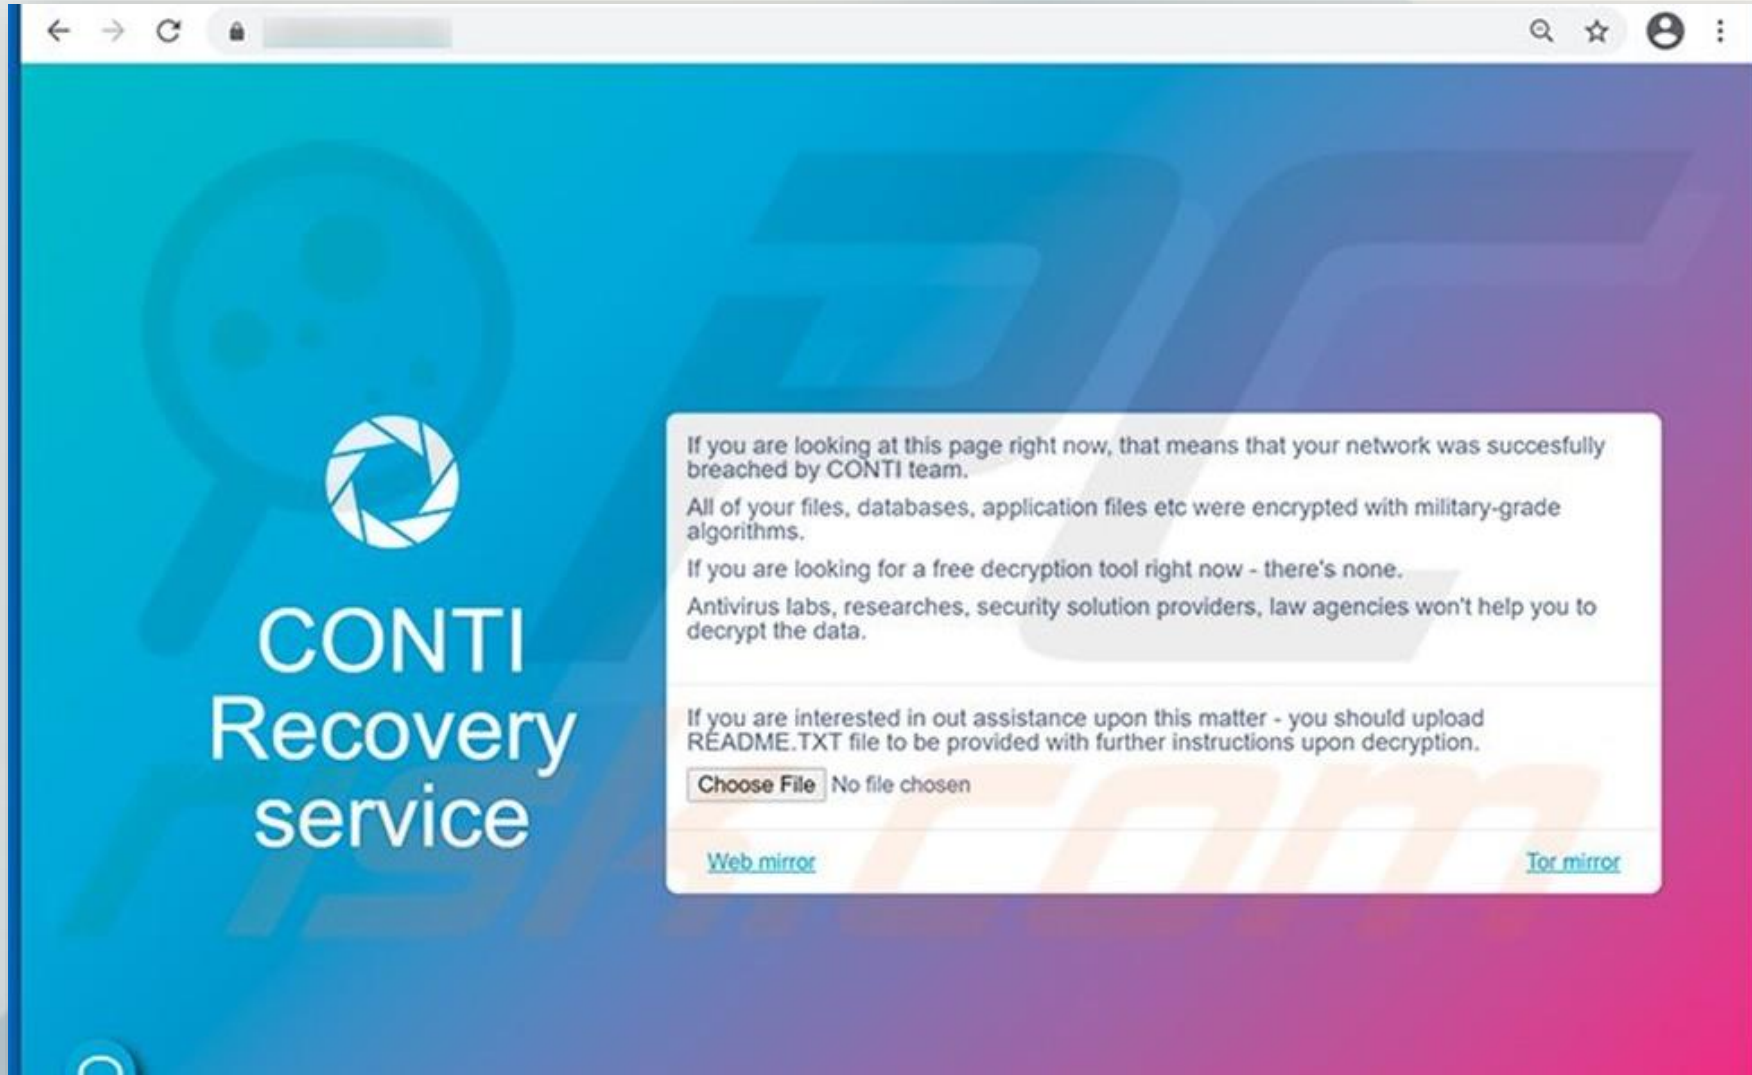 CONTI
Recovery
service
If you are looking at this page right now, that means that your network was succesfully
breached by CONTI team.
All of your files, databases, application files etc were encrypted with military-grade
algorithms.
If you are looking for a free decryption tool right now - there's none.
Antivirus labs, researches, security solution providers, law agencies won't help you to
decrypt the data.
If you are interested in out assistance upon this matter - you should upload
README.TXT file to be provided with further instructions upon decryption.
Choose File No file chosen
Web mirror Tor mirror
PC
risk.com